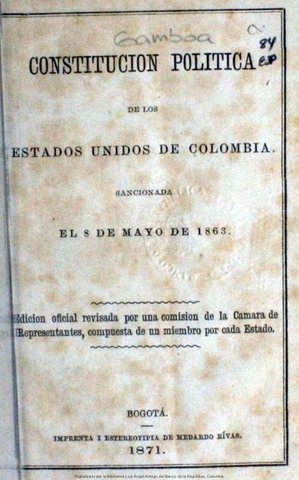 Gamboa
84
CONSTITUCION POLITICA
DE LOS
ESTADOS UNIDOS DE COLOMBIA.
SANCIONADA
EL 8 DE MAYO DE 1863.
Edicion oficial revisada por una comision de la Camara de
Representantes, compuesta de un miembro por cada Estado.
BOGOTÁ.
IMPRENTA I ESTEREOTIPIA DE MEDARDO RÍVAS.
1871.
Digitalizado por la Biblioteca Luis Ángel Arango del Banco de la República, Colombia.